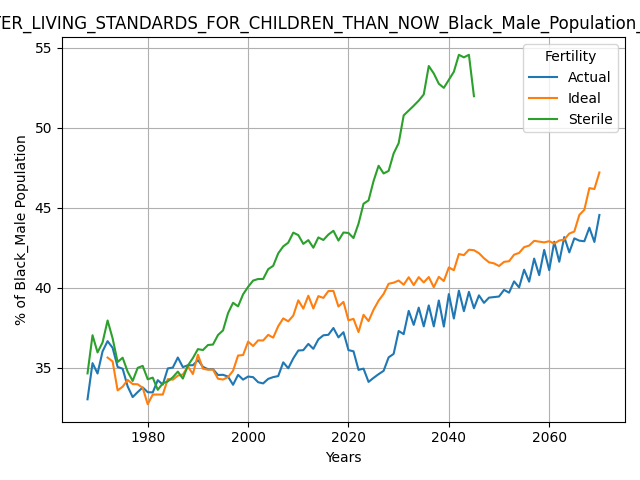 TER_LIVING_STANDARDS_FOR_CHILDREN_THAN_NOW_Black_Male_Population_
% of Black_Male Population
55
50
45
40
35
Fertility
Actual
Ideal
Sterile
1980
2000
2020
2040
2060
Years